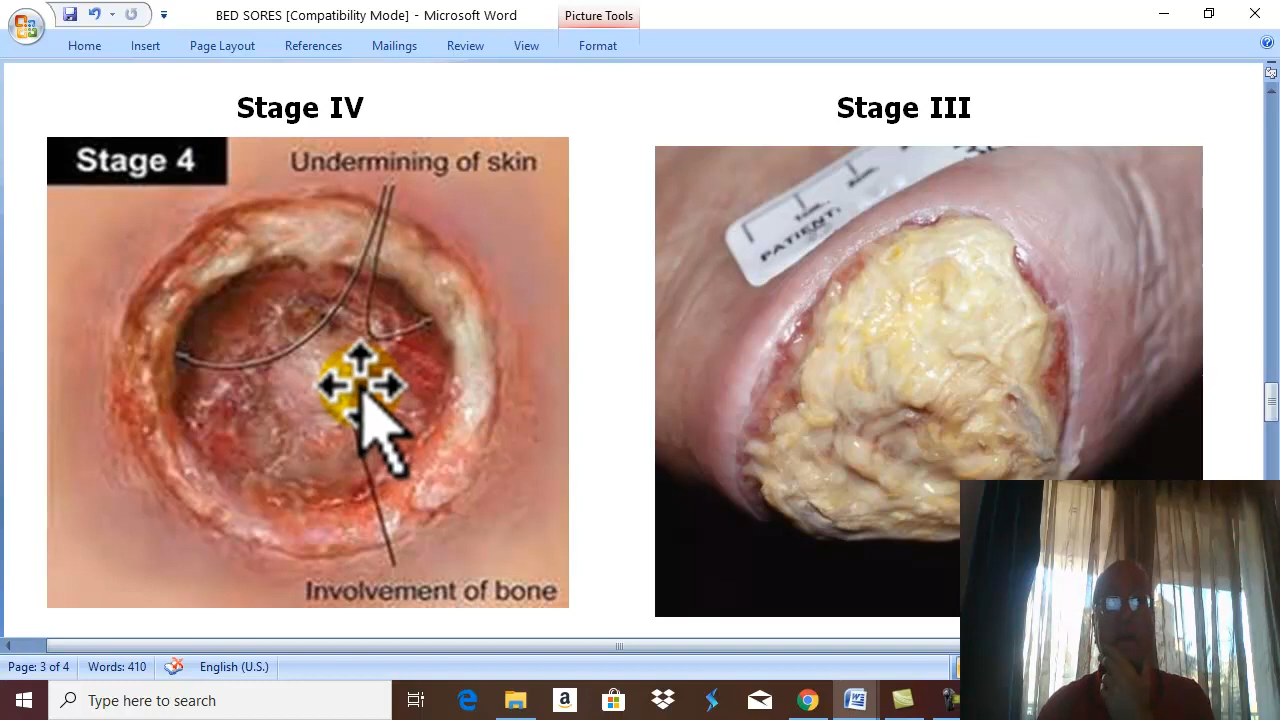 BED SORES [Compatibility Mode] - Microsoft Word
Picture Tools
Home
Insert
Page Layout
References
Mailings
Review
View
Format
Stage IV
Stage III
Stage 4
Undermining of skin
PATIENT:
Involvement of bone
Page: 3 of 4
Words: 410
English (U.S.)
Type here to search